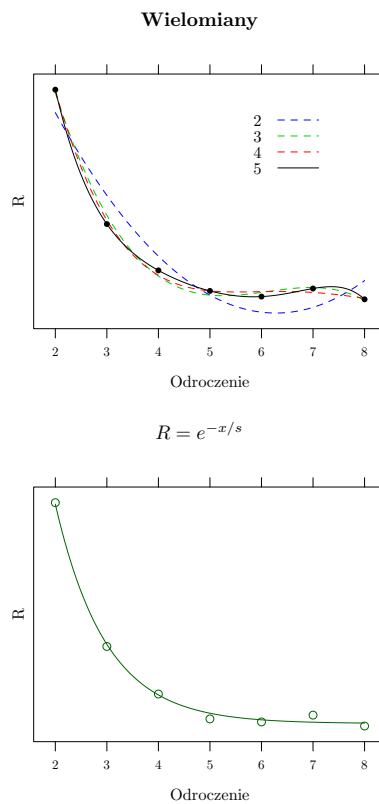 Wielomiany
2
3
4
5
R
2 3 4 5 6 7 8
Odroczenie
R = e^{-x/s}
R
2 3 4 5 6 7 8
Odroczenie